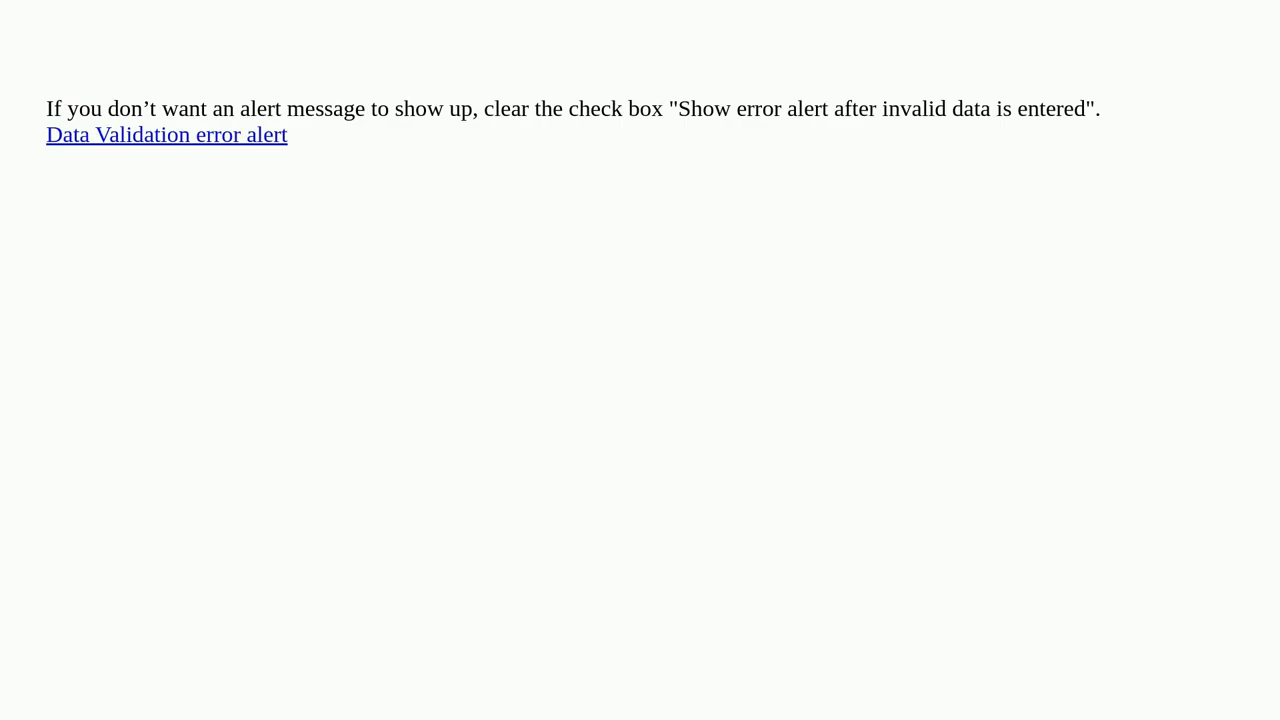 If you don’t want an alert message to show up, clear the check box "Show error alert after invalid data is entered".
Data Validation error alert